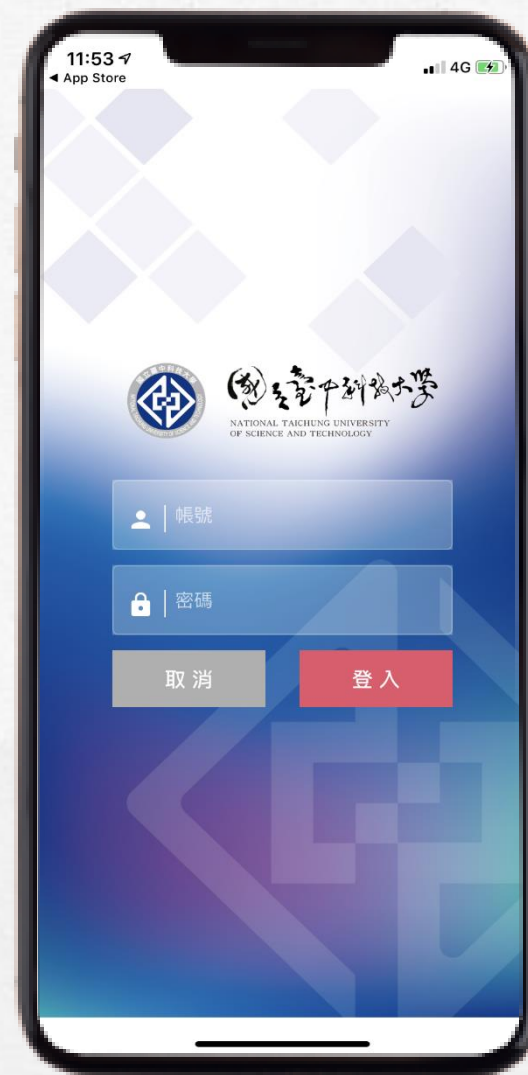 11:53
◀ App Store
4G
國立臺中科技大學
NATIONAL TAICHUNG UNIVERSITY
OF SCIENCE AND TECHNOLOGY
帳號
密碼
取消
登入